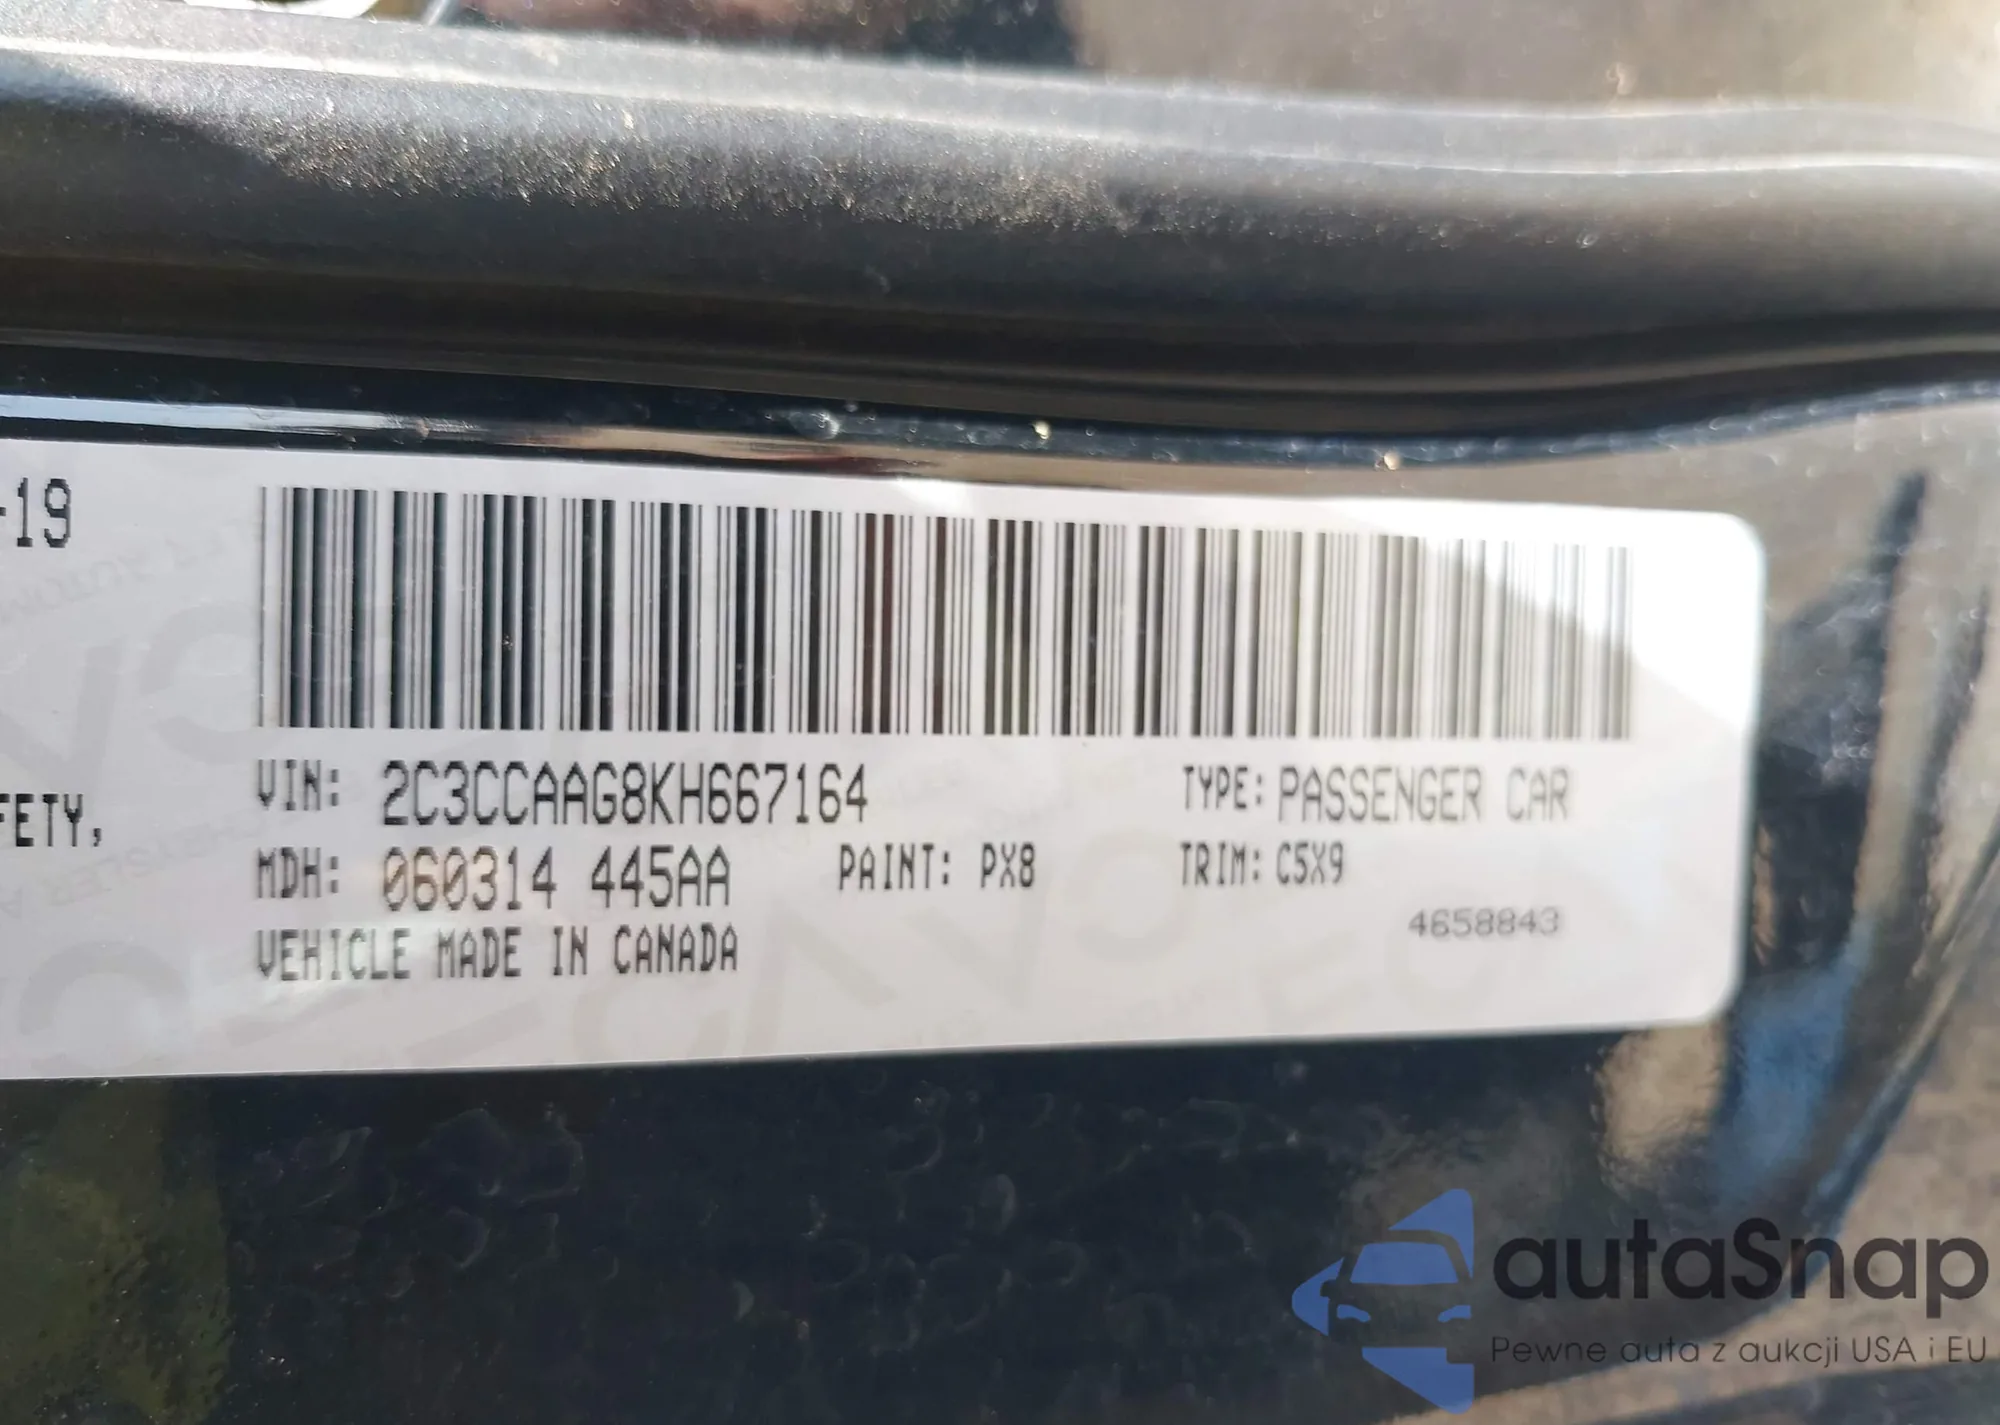 -19
FETY,
VIN: 2C3CCAAG8KH667164 TYPE: PASSENGER CAR
MDH: 060314 445AA PAINT: PX8 TRIM: C5X9
VEHICLE MADE IN CANADA
4658843
autaSnap
Pewne auta z aukcji USA i EU